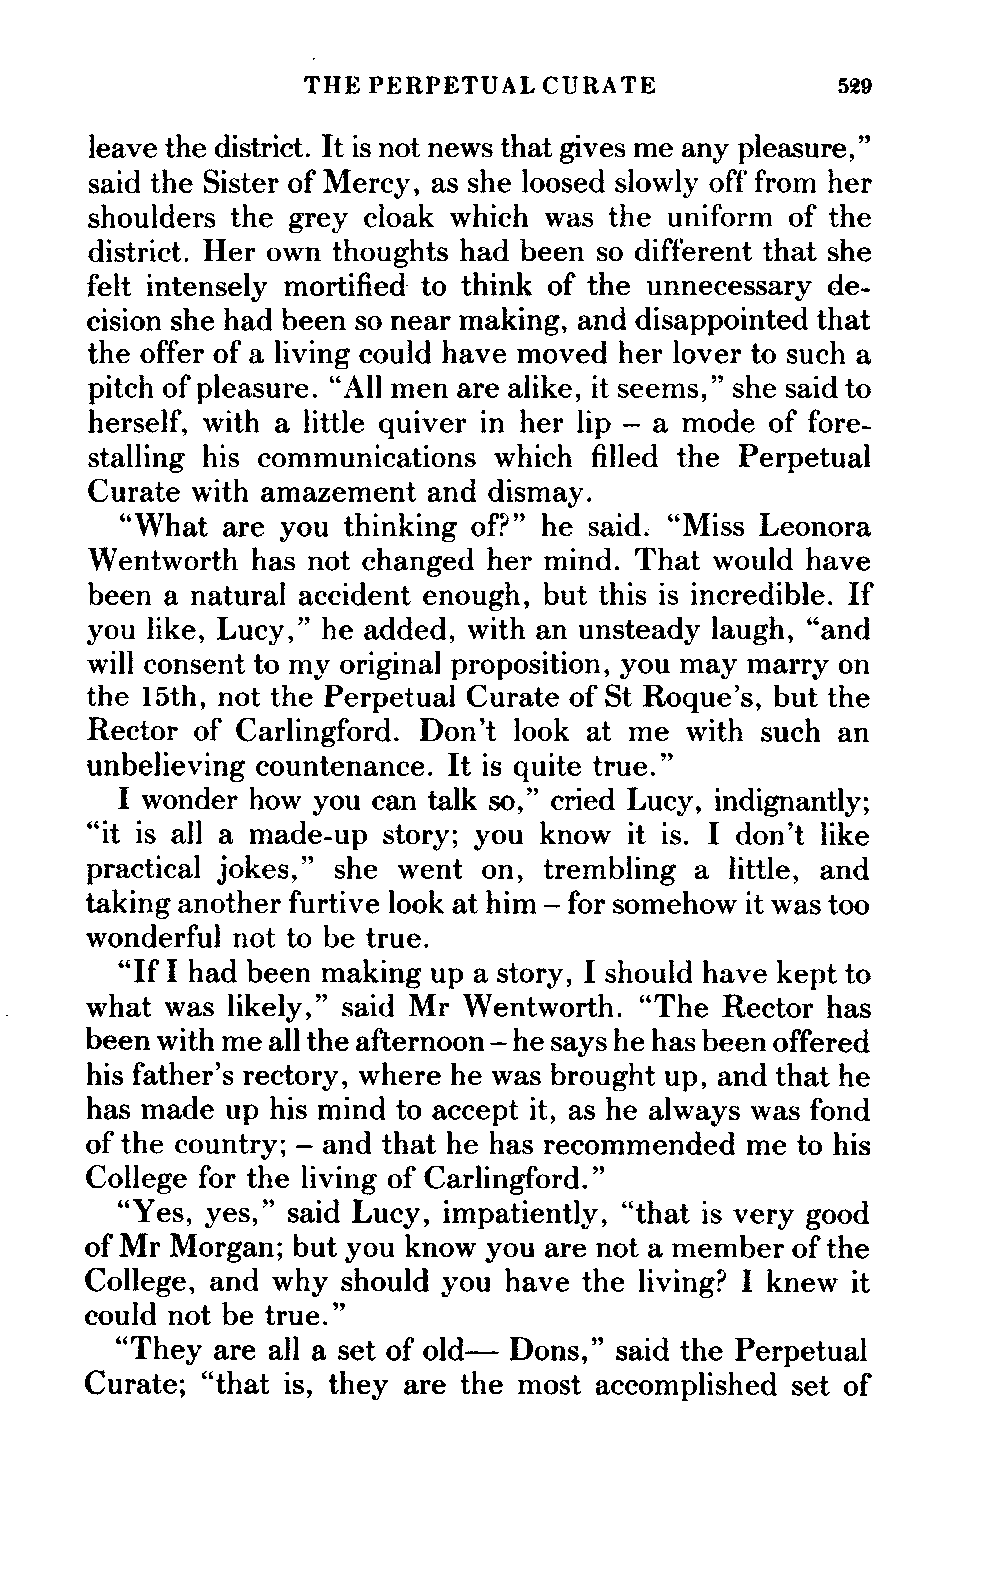 THE PERPETUAL CURATE 529
leave the district. It is not news that gives me any pleasure,”
said the Sister of Mercy, as she loosed slowly off from her
shoulders the grey cloak which was the uniform of the
district. Her own thoughts had been so different that she
felt intensely mortified to think of the unnecessary de-
cision she had been so near making, and disappointed that
the offer of a living could have moved her lover to such a
pitch of pleasure. “All men are alike, it seems,” she said to
herself, with a little quiver in her lip – a mode of fore-
stalling his communications which filled the Perpetual
Curate with amazement and dismay.
“What are you thinking of?” he said. “Miss Leonora
Wentworth has not changed her mind. That would have
been a natural accident enough, but this is incredible. If
you like, Lucy,” he added, with an unsteady laugh, “and
will consent to my original proposition, you may marry on
the 15th, not the Perpetual Curate of St Roque’s, but the
Rector of Carlingford. Don’t look at me with such an
unbelieving countenance. It is quite true.”
I wonder how you can talk so,” cried Lucy, indignantly;
“it is all a made-up story; you know it is. I don’t like
practical jokes,” she went on, trembling a little, and
taking another furtive look at him – for somehow it was too
wonderful not to be true.
“If I had been making up a story, I should have kept to
what was likely,” said Mr Wentworth. “The Rector has
been with me all the afternoon – he says he has been offered
his father’s rectory, where he was brought up, and that he
has made up his mind to accept it, as he always was fond
of the country; – and that he has recommended me to his
College for the living of Carlingford.”
“Yes, yes,” said Lucy, impatiently, “that is very good
of Mr Morgan; but you know you are not a member of the
College, and why should you have the living? I knew it
could not be true.”
“They are all a set of old— Dons,” said the Perpetual
Curate; “that is, they are the most accomplished set of